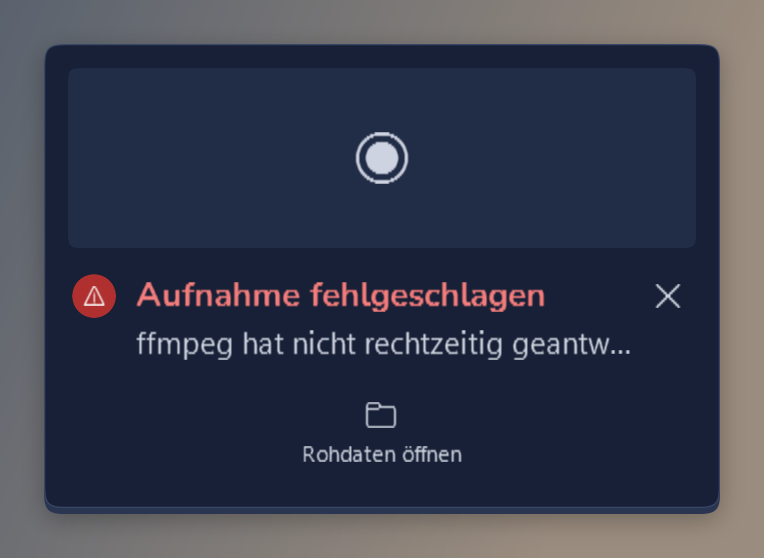 Aufnahme fehlgeschlagen
ffmpeg hat nicht rechtzeitig geantw...
Rohdaten öffnen